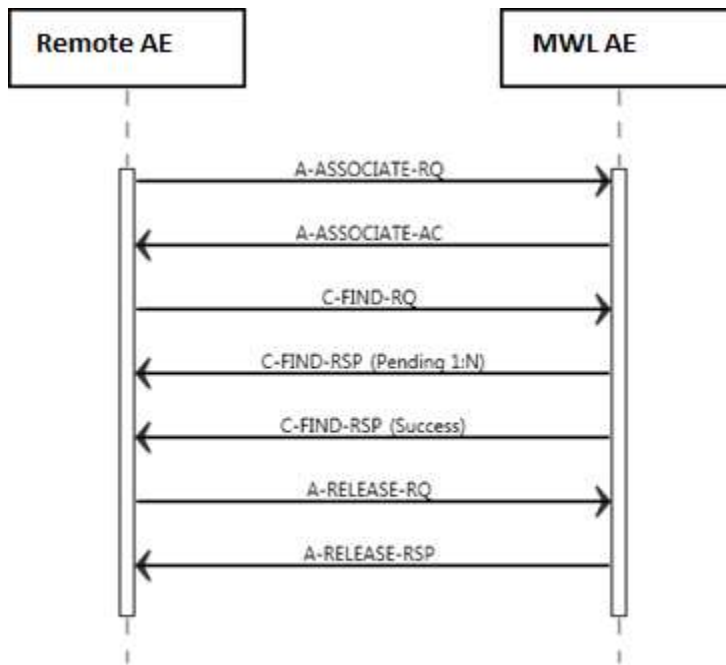 Remote AE
MWL AE
A-ASSOCIATE-RQ
A-ASSOCIATE-AC
C-FIND-RQ
C-FIND-RSP (Pending 1:N)
C-FIND-RSP (Success)
A-RELEASE-RQ
A-RELEASE-RSP